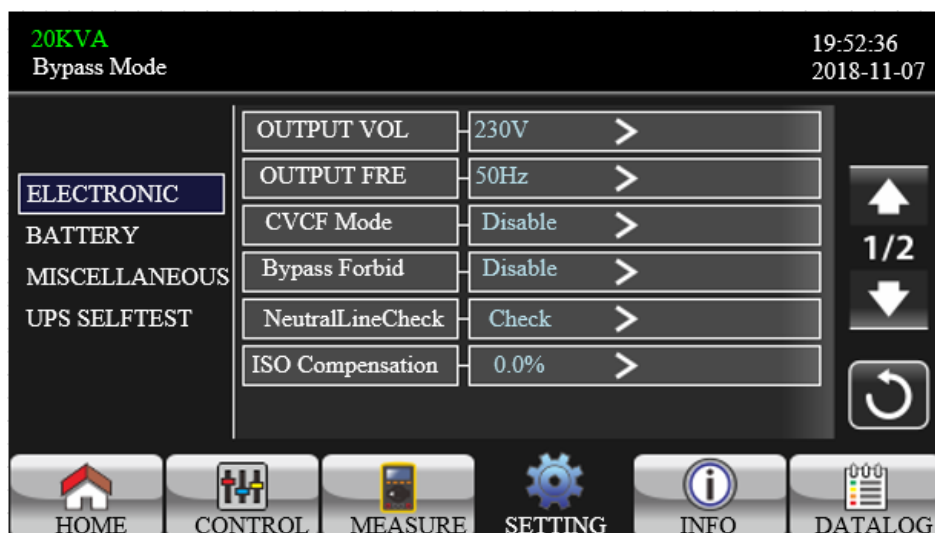 20KVA
Bypass Mode
19:52:36
2018-11-07
ELECTRONIC
BATTERY
MISCELLANEOUS
UPS SELFTEST
OUTPUT VOL 230V >
OUTPUT FRE 50Hz >
CVCF Mode Disable >
Bypass Forbid Disable >
NeutralLineCheck Check >
ISO Compensation 0.0% >
1/2
HOME CONTROL MEASURE SETTING INFO DATALOG